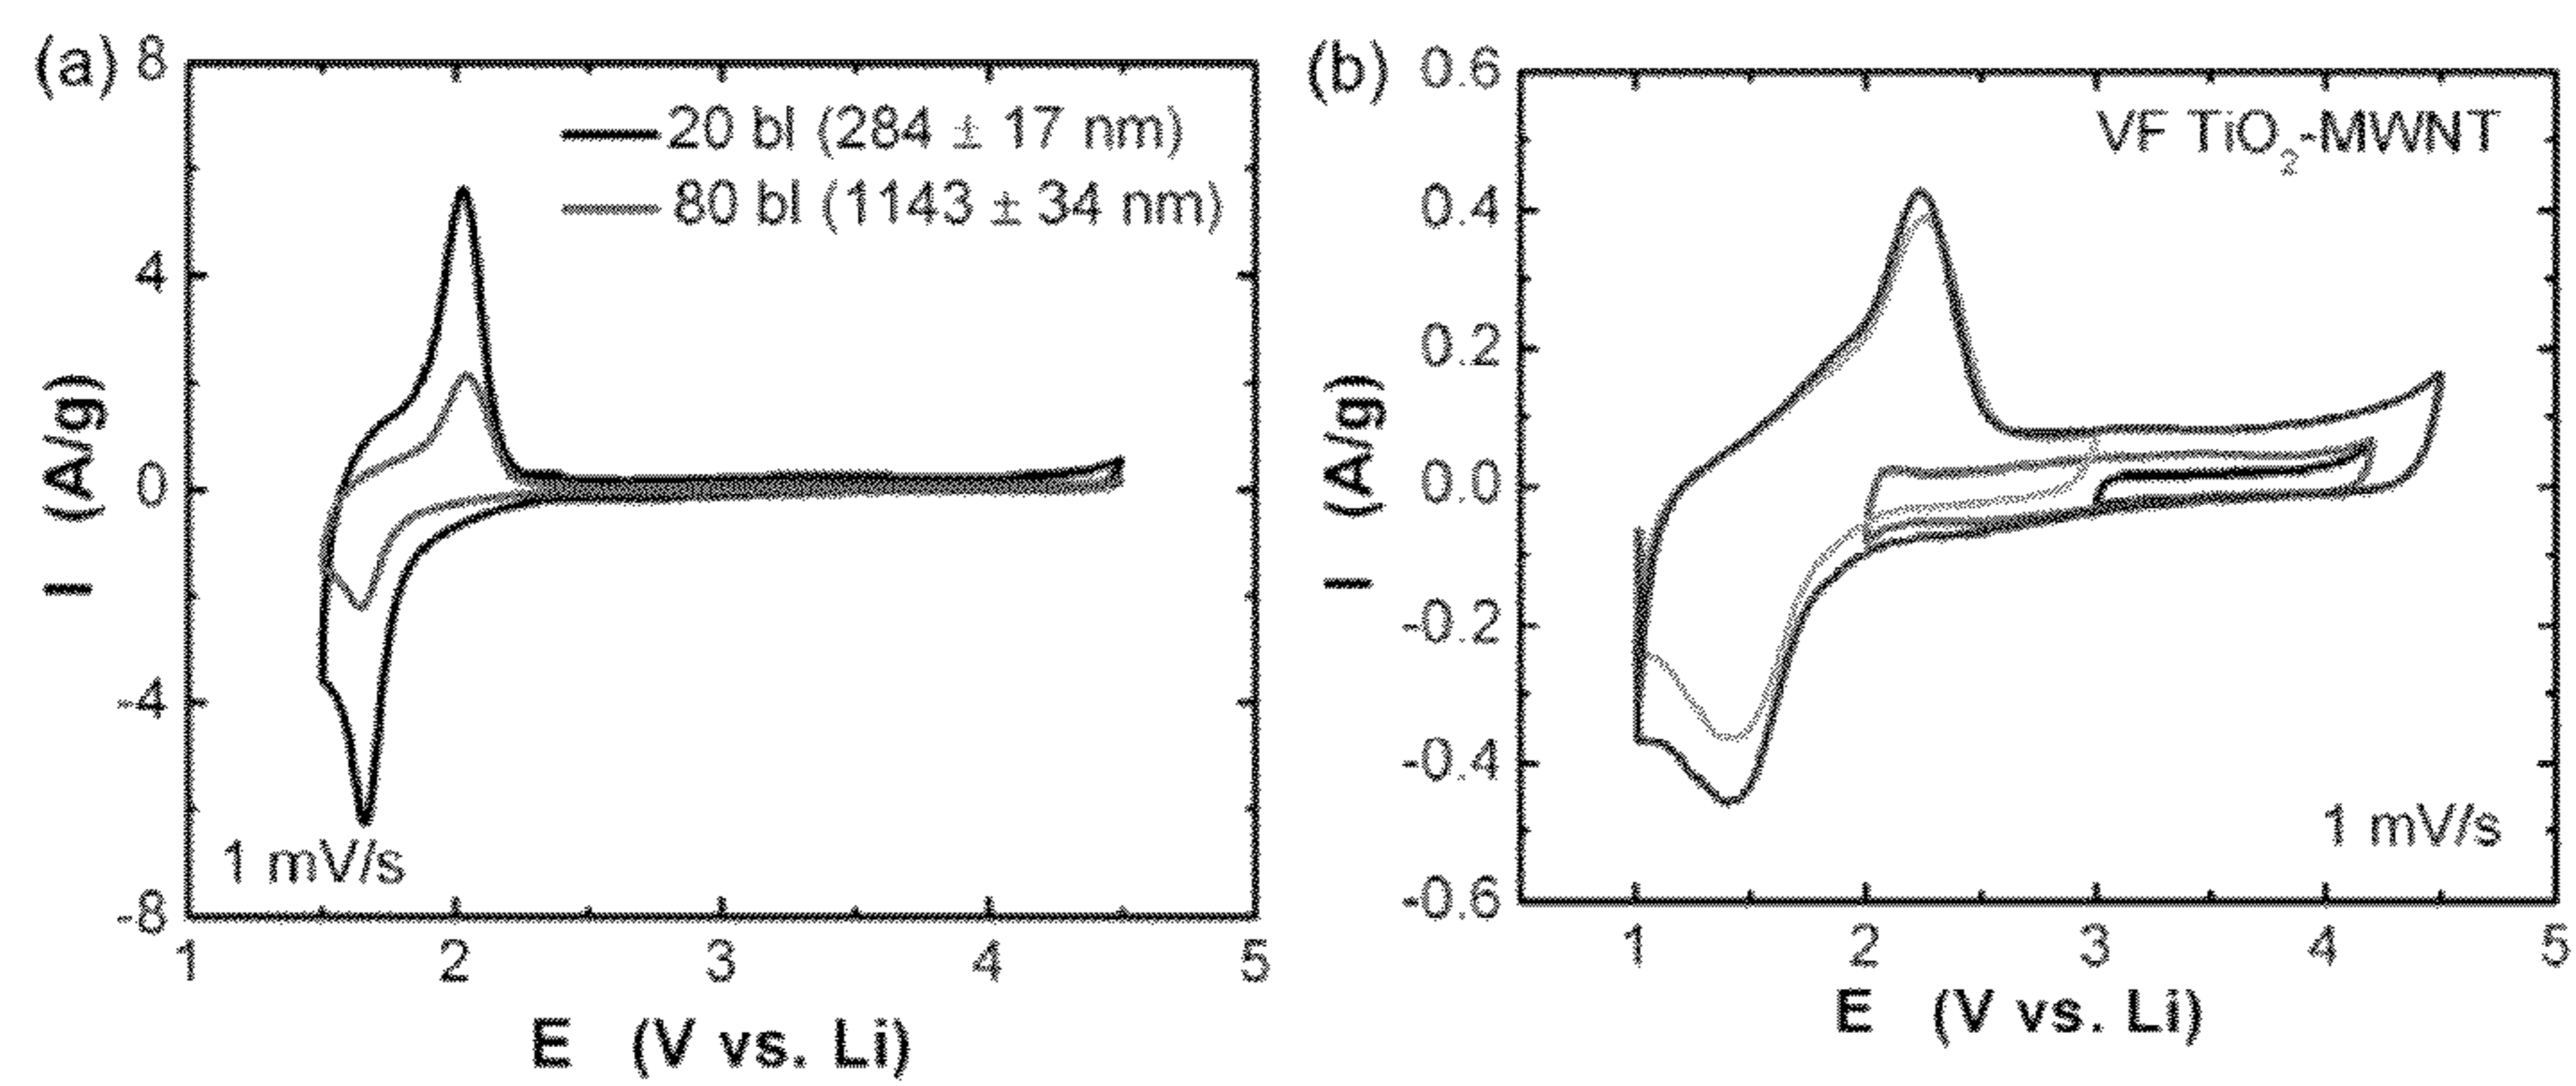 (a)
8
4
0
-4
-8
I (A/g)
20 bl (284 ± 17 nm)
80 bl (1143 ± 34 nm)
1 mV/s
1 2 3 4 5
E (V vs. Li)
(b)
0.6
0.4
0.2
0.0
-0.2
-0.4
-0.6
I (A/g)
VF TiO₂-MWNT
1 mV/s
1 2 3 4 5
E (V vs. Li)